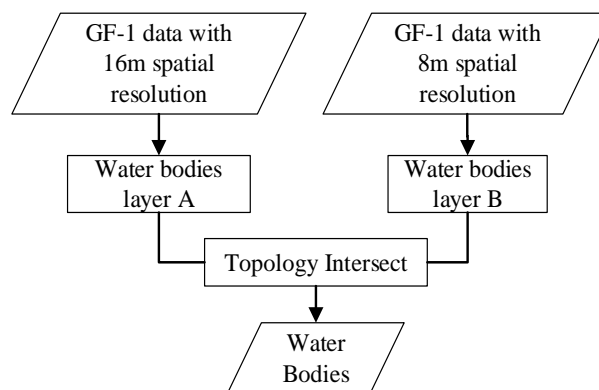 GF-1 data with
16m spatial
resolution
GF-1 data with
8m spatial
resolution
Water bodies
layer A
Water bodies
layer B
Topology Intersect
Water
Bodies